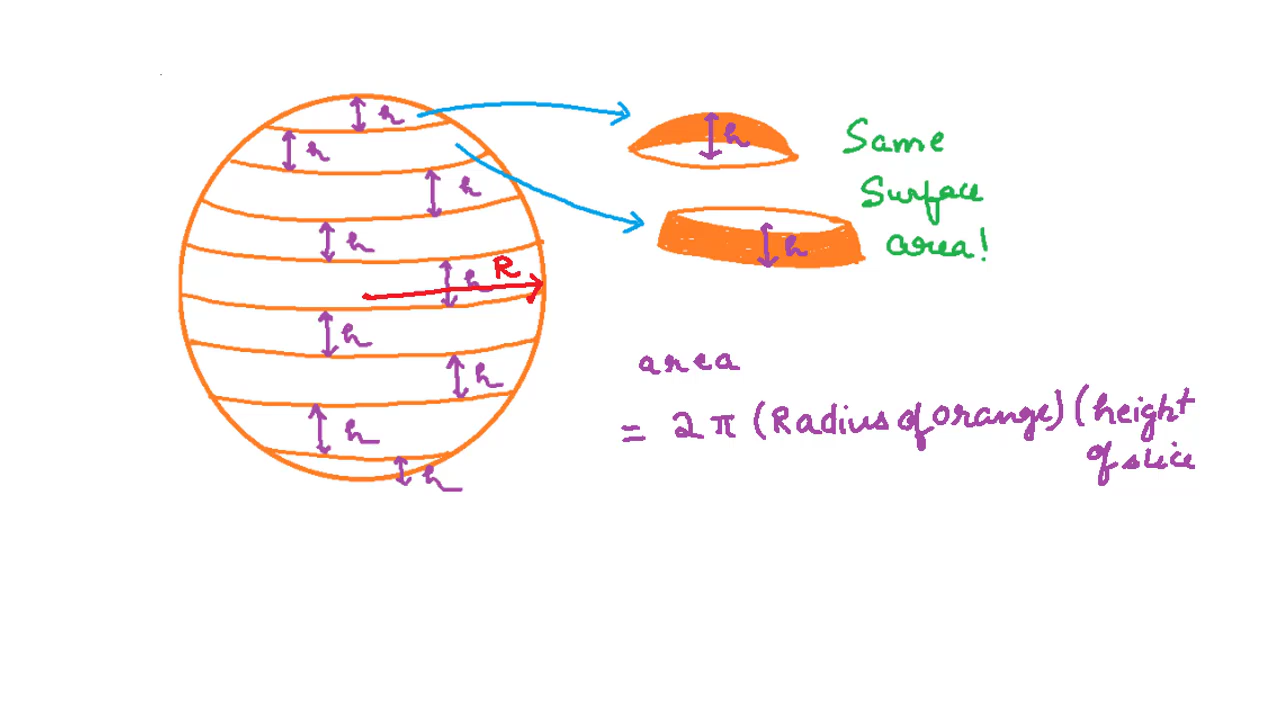 h
h
h
h
h
R
h
h
h
h
h
h
Same
Surface
area!
area
= 2π (Radius of orange) (height
of slice